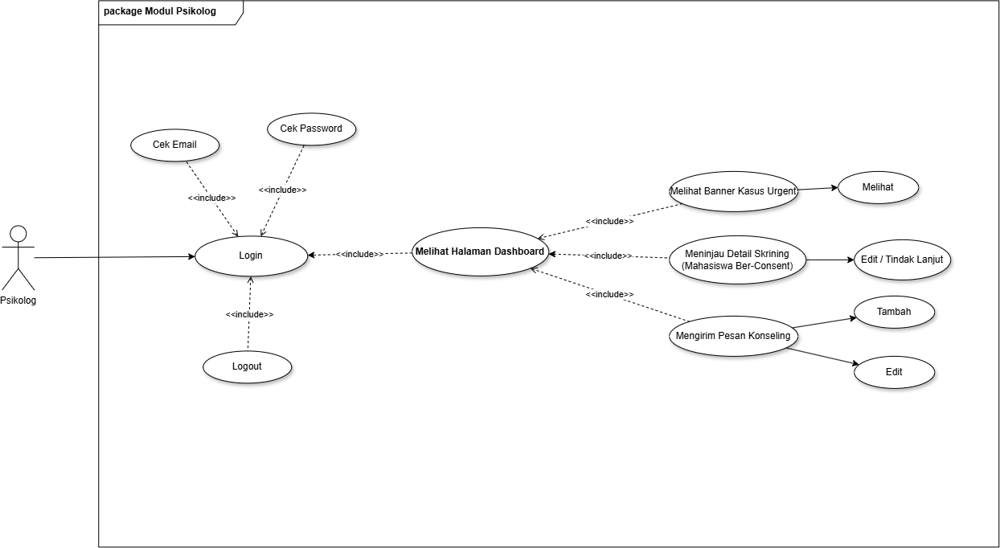 package Modul Psikolog
Cek Password
Cek Email
<<include>>
<<include>>
Psikolog
Login
<<include>>
Melihat Halaman Dashboard
<<include>>
Logout
<<include>>
Melihat Banner Kasus Urgent
Melihat
<<include>>
Meninjau Detail Skrining
(Mahasiswa Ber-Consent)
Edit / Tindak Lanjut
<<include>>
Mengirim Pesan Konseling
Tambah
Edit